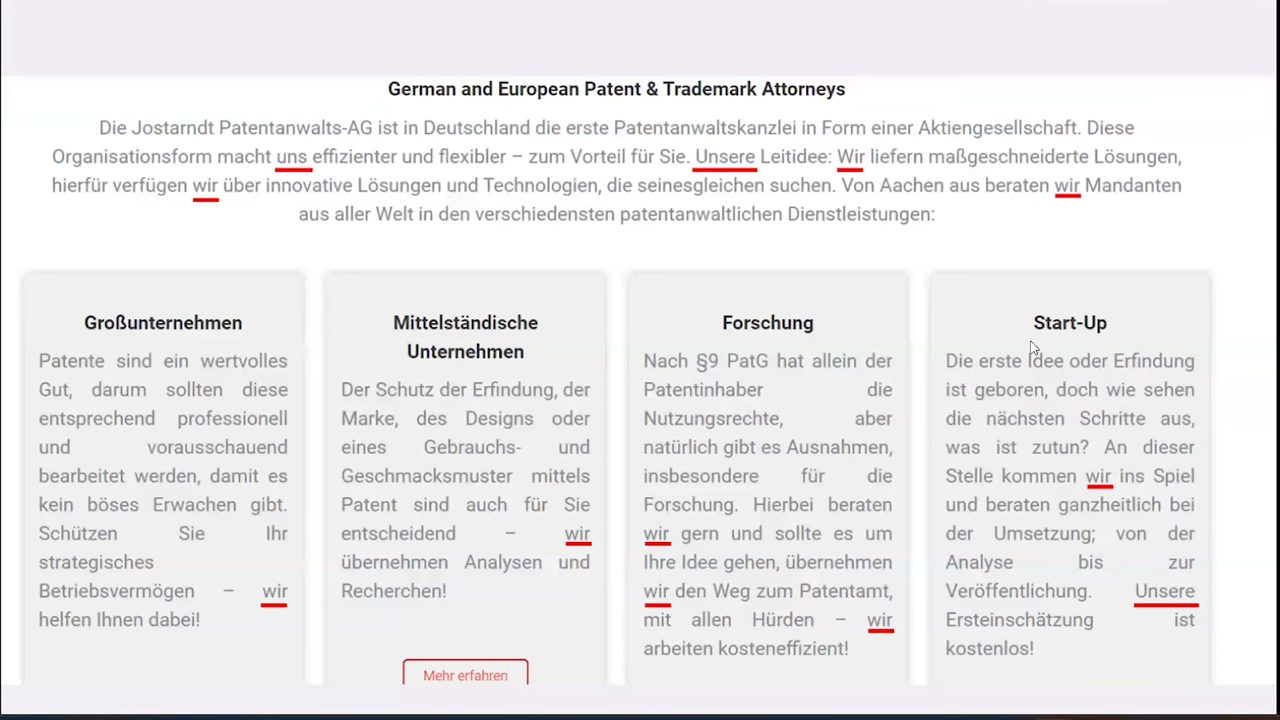 German and European Patent & Trademark Attorneys
Die Jostarndt Patentanwalts-AG ist in Deutschland die erste Patentanwaltskanzlei in Form einer Aktiengesellschaft. Diese
Organisationsform macht uns effizienter und flexibler – zum Vorteil für Sie. Unsere Leitidee: Wir liefern maßgeschneiderte Lösungen,
hierfür verfügen wir über innovative Lösungen und Technologien, die seinesgleichen suchen. Von Aachen aus beraten wir Mandanten
aus aller Welt in den verschiedensten patentanwaltlichen Dienstleistungen:
Großunternehmen
Patente sind ein wertvolles
Gut, darum sollten diese
entsprechend professionell
und vorausschauend
bearbeitet werden, damit es
kein böses Erwachen gibt.
Schützen Sie Ihr
strategisches
Betriebsvermögen – wir
helfen Ihnen dabei!
Mittelständische
Unternehmen
Der Schutz der Erfindung, der
Marke, des Designs oder
eines Gebrauchs- und
Geschmacksmuster mittels
Patent sind auch für Sie
entscheidend – wir
übernehmen Analysen und
Recherchen!
Mehr erfahren
Forschung
Nach §9 PatG hat allein der
Patentinhaber die
Nutzungsrechte, aber
natürlich gibt es Ausnahmen,
insbesondere für die
Forschung. Hierbei beraten
wir gern und sollte es um
Ihre Idee gehen, übernehmen
wir den Weg zum Patentamt,
mit allen Hürden – wir
arbeiten kosteneffizient!
Start-Up
Die erste Idee oder Erfindung
ist geboren, doch wie sehen
die nächsten Schritte aus,
was ist zutun? An dieser
Stelle kommen wir ins Spiel
und beraten ganzheitlich bei
der Umsetzung; von der
Analyse bis zur
Veröffentlichung. Unsere
Ersteinschätzung ist
kostenlos!